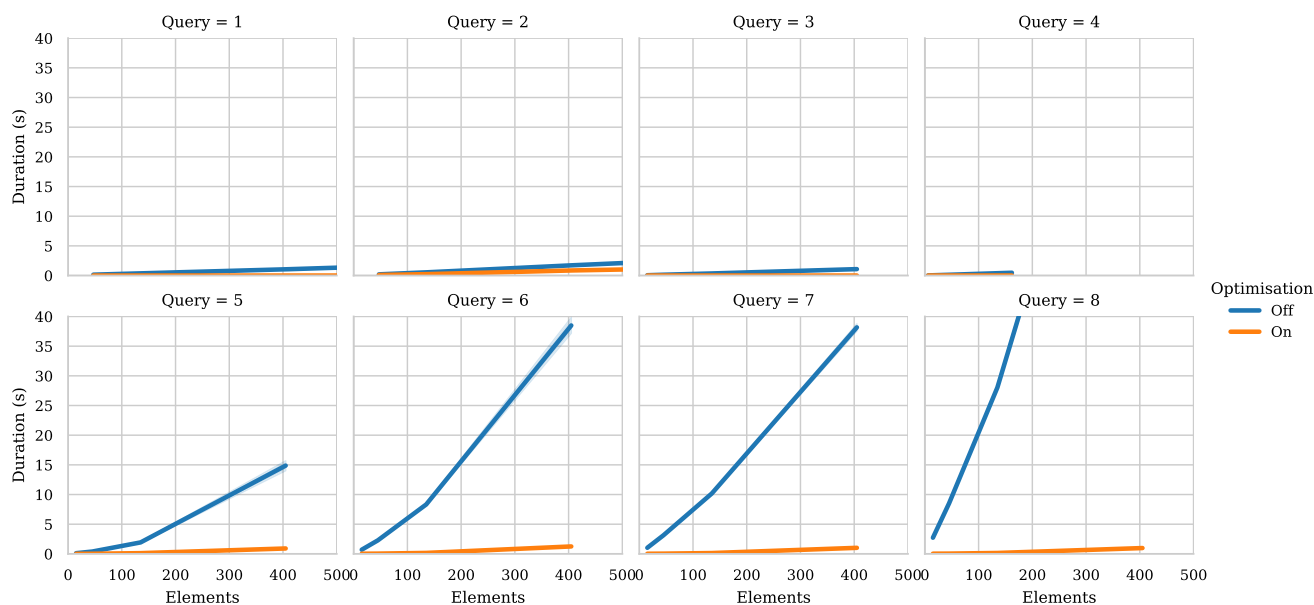 Query = 1
Query = 2
Query = 3
Query = 4
40
35
30
25
20
15
10
5
0
Duration (s)
Query = 5
Query = 6
Query = 7
Query = 8
40
35
30
25
20
15
10
5
0
Duration (s)
0 100 200 300 400 500
0 100 200 300 400 500
0 100 200 300 400 500
0 100 200 300 400 500
Elements
Elements
Elements
Elements
Optimisation
Off
On